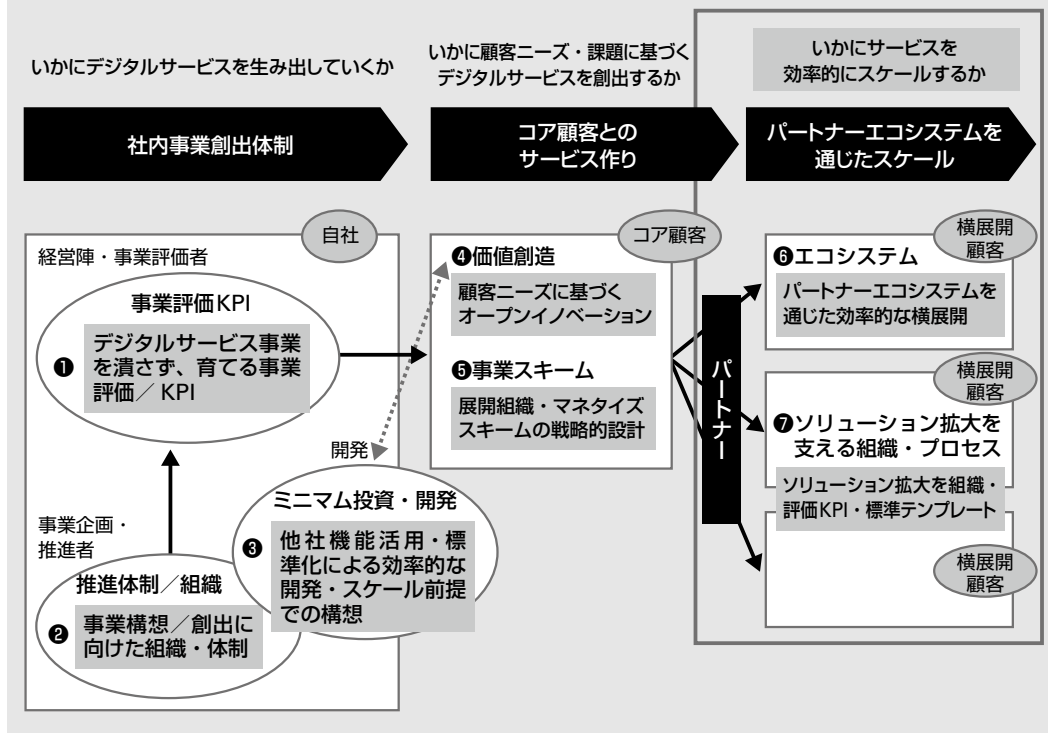 いかにデジタルサービスを生み出していくか
いかに顧客ニーズ・課題に基づく
デジタルサービスを創出するか
いかにサービスを
効率的にスケールするか
社内事業創出体制
コア顧客との
サービス作り
パートナーエコシステムを
通じたスケール
自社
経営陣・事業評価者
事業評価KPI
❶
デジタルサービス事業
を潰さず、育てる事業
評価／KPI
開発
ミニマム投資・開発
❸
他社機能活用・標
準化による効率的な
開発・スケール前提
での構想
事業企画・
推進者
推進体制／組織
❷
事業構想／創出に
向けた組織・体制
コア顧客
❹価値創造
顧客ニーズに基づく
オープンイノベーション
❺事業スキーム
展開組織・マネタイズ
スキームの戦略的設計
パートナー
横展開
顧客
❻エコシステム
パートナーエコシステムを
通じた効率的な横展開
横展開
顧客
❼ソリューション拡大を
支える組織・プロセス
ソリューション拡大を組織・
評価KPI・標準テンプレート
横展開
顧客